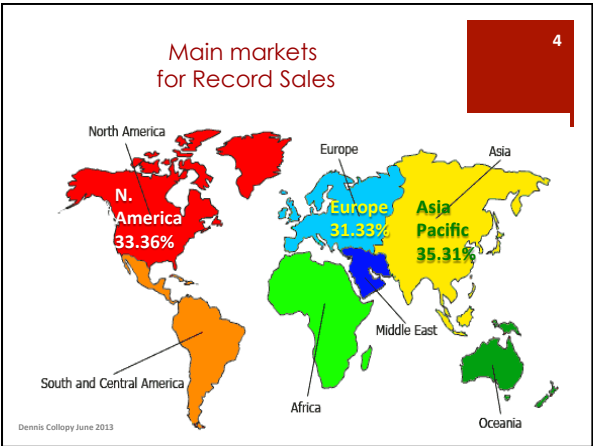 Main markets
for Record Sales
4
North America
Europe
Asia
N.
America
33.36%
Europe
31.33%
Asia
Pacific
35.31%
Middle East
South and Central America
Africa
Oceania
Dennis Collopy June 2013